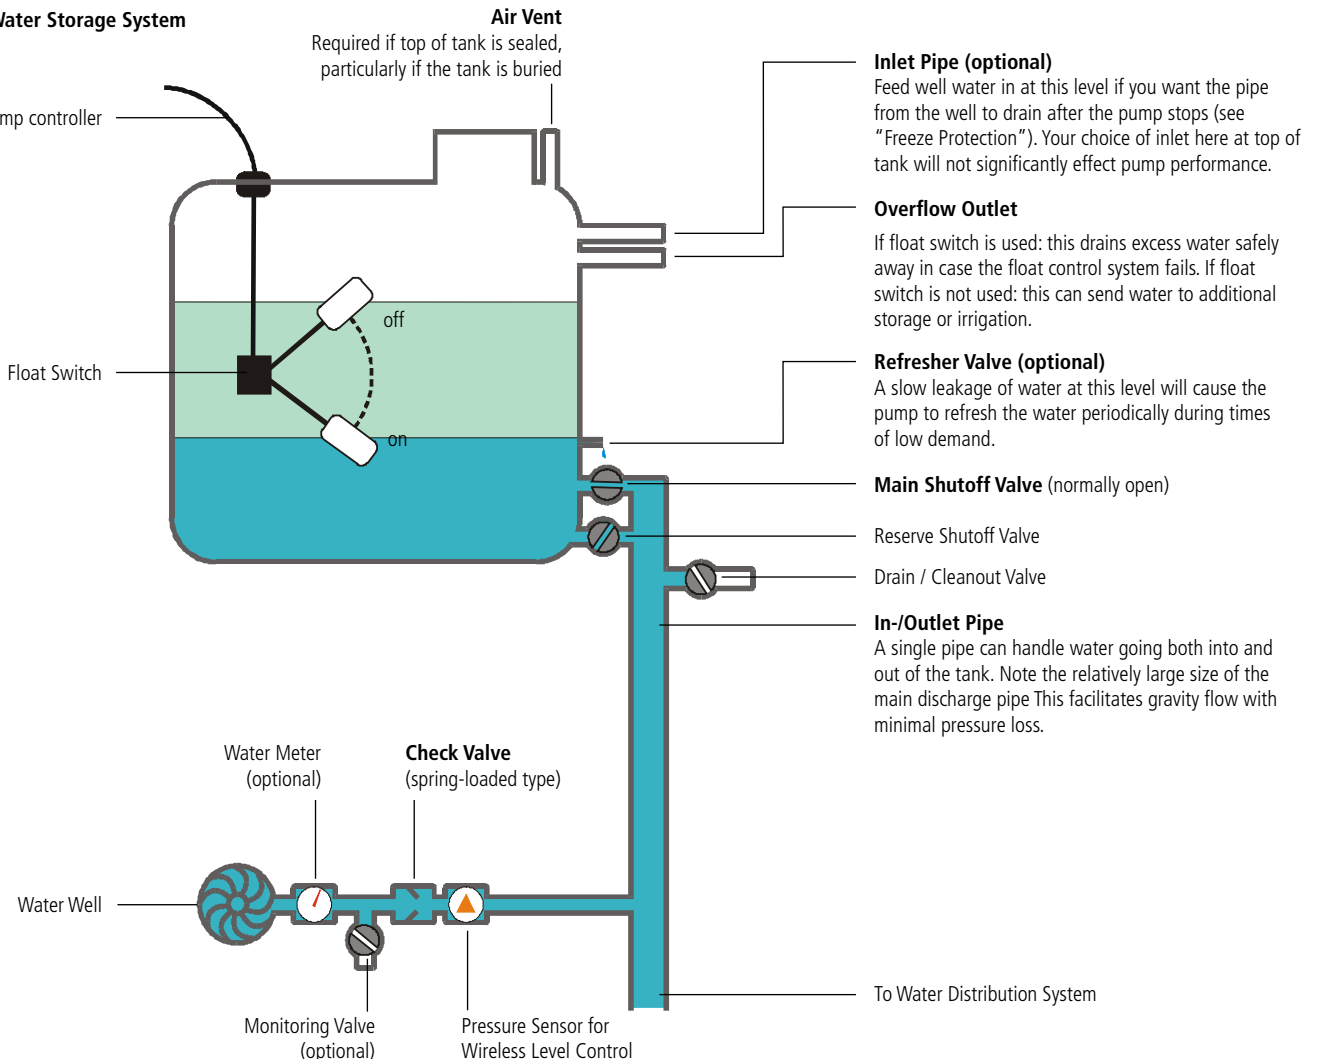 Water Storage System
Air Vent
Required if top of tank is sealed,
particularly if the tank is buried
mp controller
Float Switch
off
on
Inlet Pipe (optional)
Feed well water in at this level if you want the pipe
from the well to drain after the pump stops (see
“Freeze Protection”). Your choice of inlet here at top of
tank will not significantly effect pump performance.
Overflow Outlet
If float switch is used: this drains excess water safely
away in case the float control system fails. If float
switch is not used: this can send water to additional
storage or irrigation.
Refresher Valve (optional)
A slow leakage of water at this level will cause the
pump to refresh the water periodically during times
of low demand.
Main Shutoff Valve (normally open)
Reserve Shutoff Valve
Drain / Cleanout Valve
In-/Outlet Pipe
A single pipe can handle water going both into and
out of the tank. Note the relatively large size of the
main discharge pipe This facilitates gravity flow with
minimal pressure loss.
Water Meter
(optional)
Check Valve
(spring-loaded type)
Water Well
Monitoring Valve
(optional)
Pressure Sensor for
Wireless Level Control
To Water Distribution System